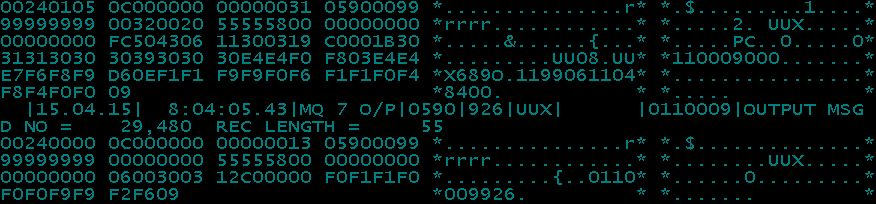 00240105 0C000000 00000031 05900099 *...............r* *.$.........1....*
99999999 00320020 55555800 00000000 *rrrr............* *.....2. UUX.....*
00000000 FC504306 11300319 C0001B30 *.....&......{...* *.....PC..0.....0*
31313030 30393030 30E4E4F0 F803E4E4 *.........UU08.UU* *110009000.......*
E7F6F8F9 D60EF1F1 F9F9F0F6 F1F1F0F4 *X689O.1199061104* *................*
F8F4F0F0 09 *8400. * *..... *
|15.04.15| 8:04:05.43|MQ 7 O/P|0590|926|UUX| |0110009|OUTPUT MSG
D NO = 29,480 REC LENGTH = 55
00240000 0C000000 00000013 05900099 *...............r* *.$..............*
99999999 00000000 55555800 00000000 *rrrr............* *........UUX.....*
00000000 06003003 12C00000 F0F1F1F0 *.........{..0110* *......0.........*
F0F0F9F9 F2F609 *009926. * *....... *